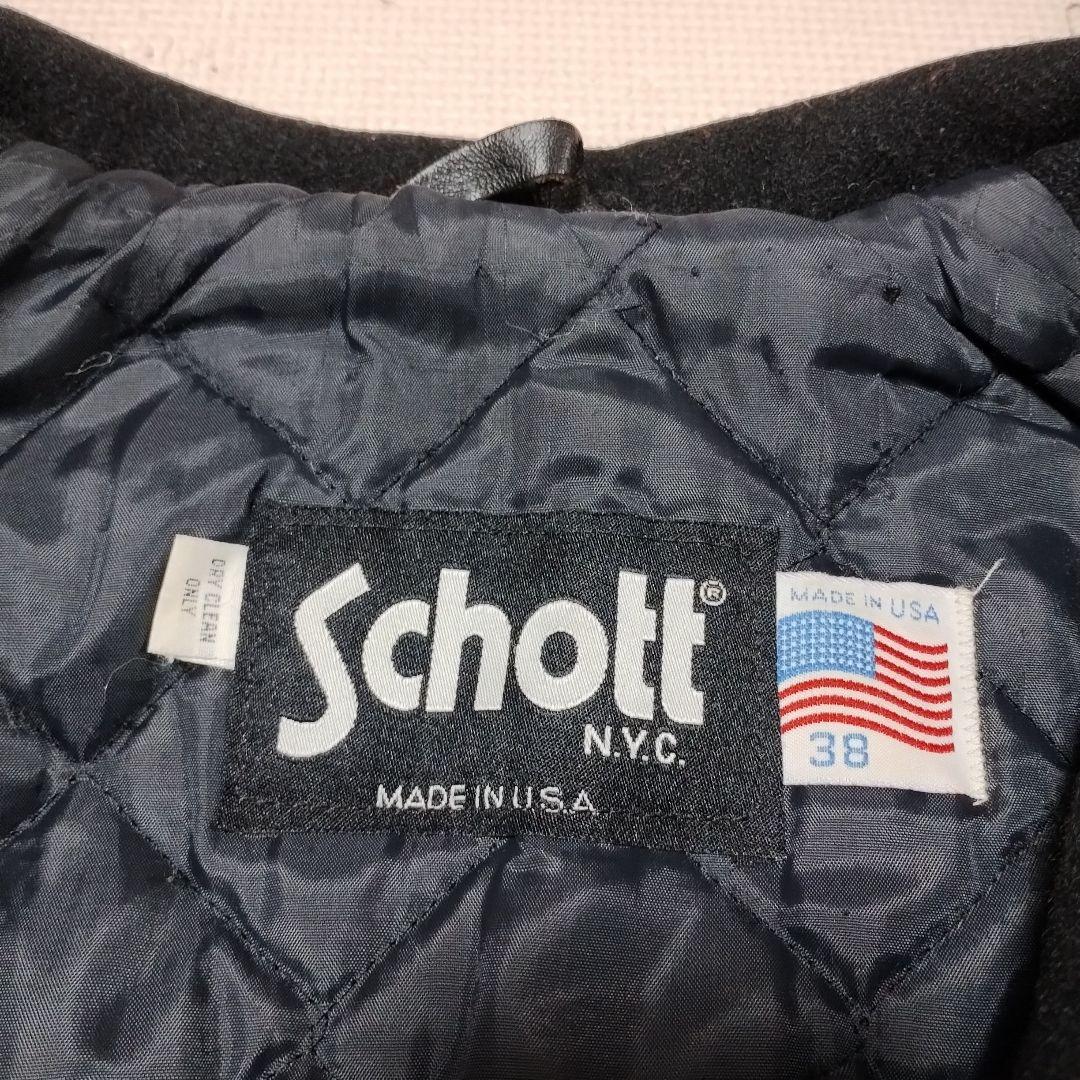 DRY CLEAN
ONLY
Schott®
N.Y.C.
MADE IN U.S.A
MADE IN USA
38